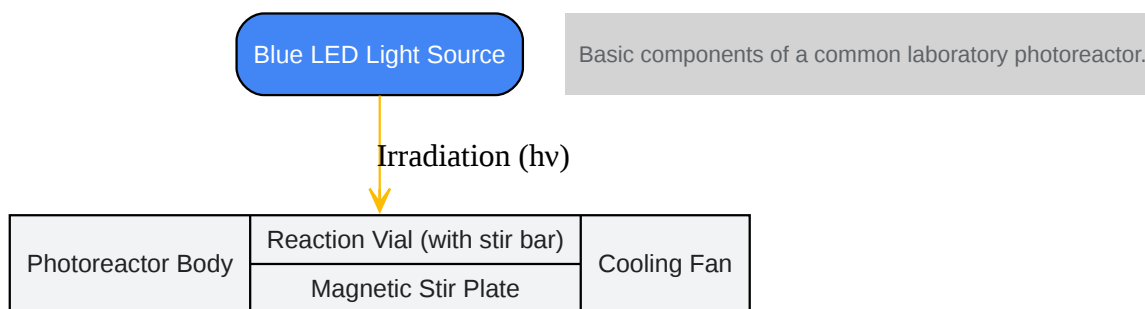 Blue LED Light Source
Basic components of a common laboratory photoreactor.
Irradiation (hν)
Photoreactor Body
Reaction Vial (with stir bar)
Magnetic Stir Plate
Cooling Fan